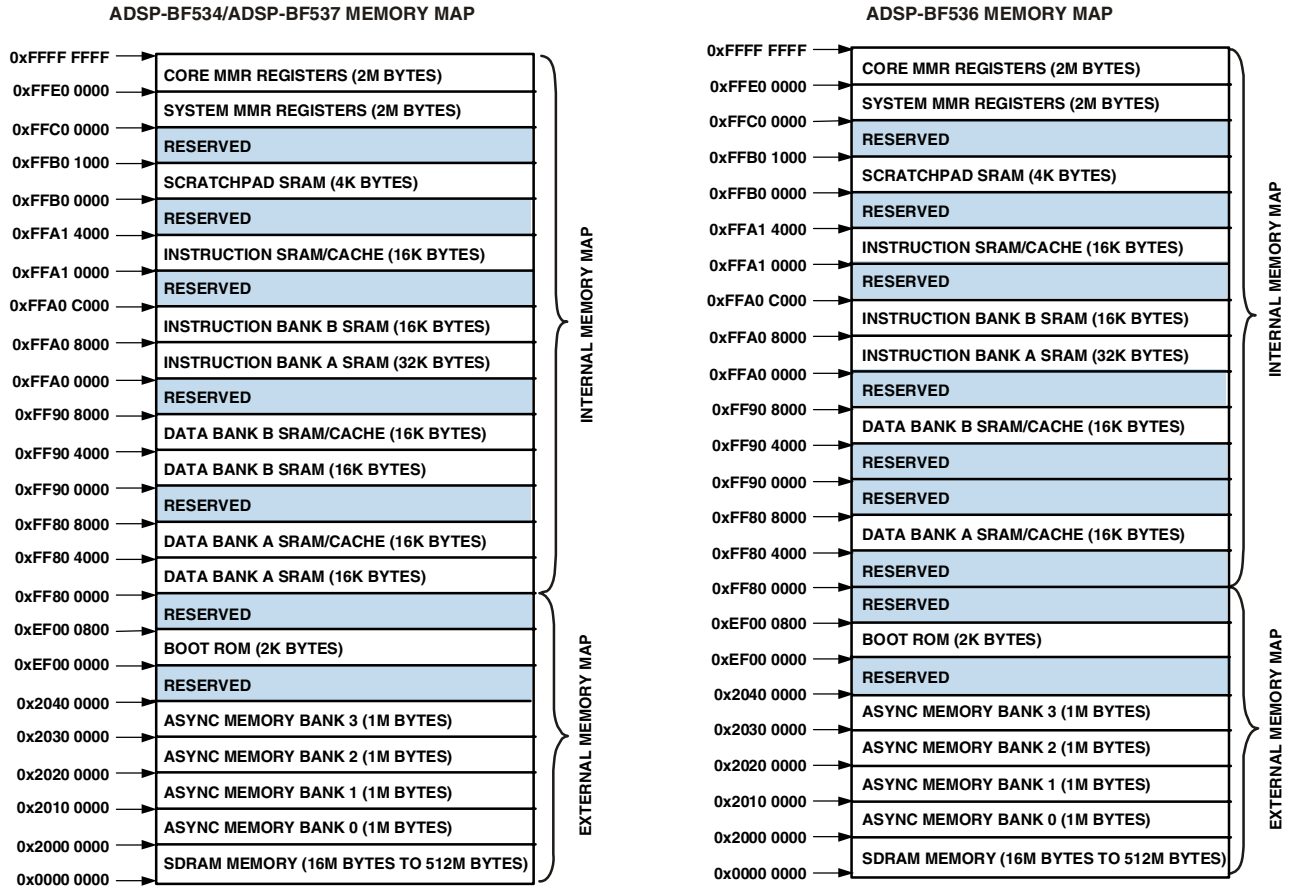 ADSP-BF534/ADSP-BF537 MEMORY MAP
0xFFFF FFFF
CORE MMR REGISTERS (2M BYTES)
0xFFE0 0000
SYSTEM MMR REGISTERS (2M BYTES)
0xFFC0 0000
RESERVED
0xFFB0 1000
SCRATCHPAD SRAM (4K BYTES)
0xFFB0 0000
RESERVED
0xFFA1 4000
INSTRUCTION SRAM/CACHE (16K BYTES)
0xFFA1 0000
RESERVED
0xFFA0 C000
INSTRUCTION BANK B SRAM (16K BYTES)
0xFFA0 8000
INSTRUCTION BANK A SRAM (32K BYTES)
0xFFA0 0000
RESERVED
0xFF90 8000
DATA BANK B SRAM/CACHE (16K BYTES)
0xFF90 4000
DATA BANK B SRAM (16K BYTES)
0xFF90 0000
RESERVED
0xFF80 8000
DATA BANK A SRAM/CACHE (16K BYTES)
0xFF80 4000
DATA BANK A SRAM (16K BYTES)
0xFF80 0000
RESERVED
0xEF00 0800
BOOT ROM (2K BYTES)
0xEF00 0000
RESERVED
0x2040 0000
ASYNC MEMORY BANK 3 (1M BYTES)
0x2030 0000
ASYNC MEMORY BANK 2 (1M BYTES)
0x2020 0000
ASYNC MEMORY BANK 1 (1M BYTES)
0x2010 0000
ASYNC MEMORY BANK 0 (1M BYTES)
0x2000 0000
SDRAM MEMORY (16M BYTES TO 512M BYTES)
0x0000 0000
INTERNAL MEMORY MAP
EXTERNAL MEMORY MAP
ADSP-BF536 MEMORY MAP
0xFFFF FFFF
CORE MMR REGISTERS (2M BYTES)
0xFFE0 0000
SYSTEM MMR REGISTERS (2M BYTES)
0xFFC0 0000
RESERVED
0xFFB0 1000
SCRATCHPAD SRAM (4K BYTES)
0xFFB0 0000
RESERVED
0xFFA1 4000
INSTRUCTION SRAM/CACHE (16K BYTES)
0xFFA1 0000
RESERVED
0xFFA0 C000
INSTRUCTION BANK B SRAM (16K BYTES)
0xFFA0 8000
INSTRUCTION BANK A SRAM (32K BYTES)
0xFFA0 0000
RESERVED
0xFF90 8000
DATA BANK B SRAM/CACHE (16K BYTES)
0xFF90 4000
RESERVED
0xFF90 0000
RESERVED
0xFF80 8000
DATA BANK A SRAM/CACHE (16K BYTES)
0xFF80 4000
RESERVED
0xFF80 0000
RESERVED
0xEF00 0800
BOOT ROM (2K BYTES)
0xEF00 0000
RESERVED
0x2040 0000
ASYNC MEMORY BANK 3 (1M BYTES)
0x2030 0000
ASYNC MEMORY BANK 2 (1M BYTES)
0x2020 0000
ASYNC MEMORY BANK 1 (1M BYTES)
0x2010 0000
ASYNC MEMORY BANK 0 (1M BYTES)
0x2000 0000
SDRAM MEMORY (16M BYTES TO 512M BYTES)
0x0000 0000
INTERNAL MEMORY MAP
EXTERNAL MEMORY MAP